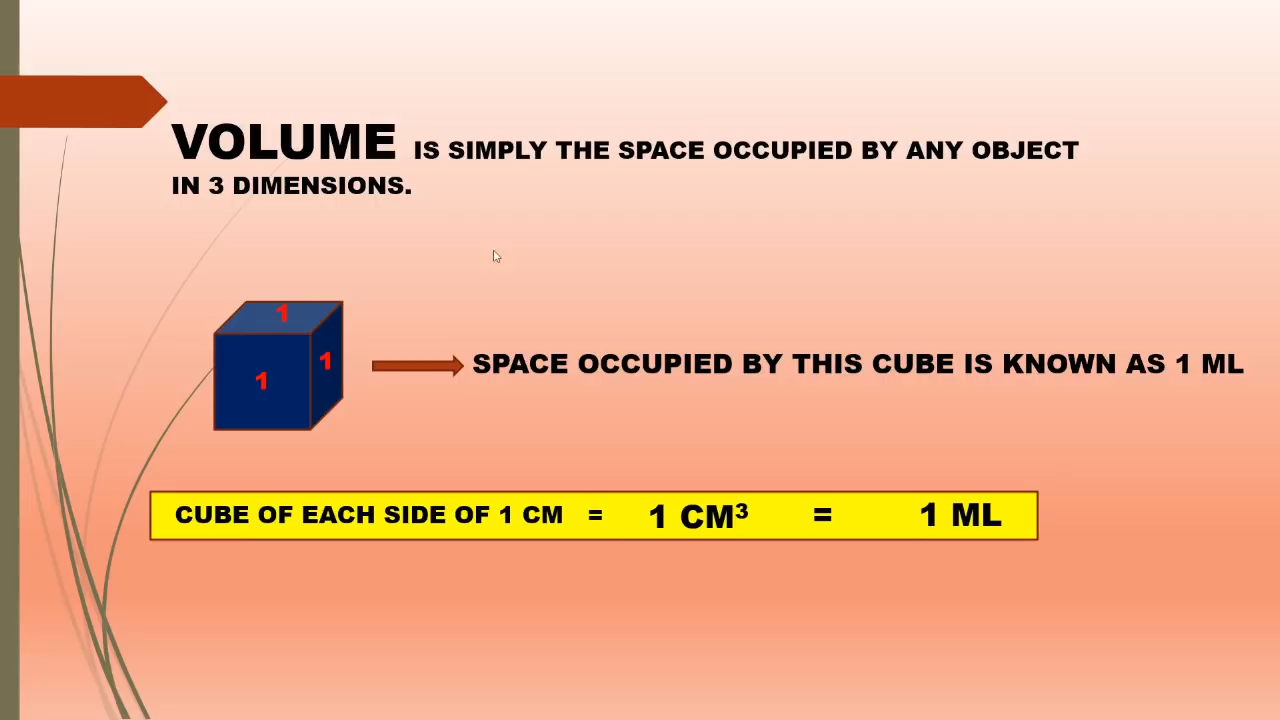 VOLUME IS SIMPLY THE SPACE OCCUPIED BY ANY OBJECT
IN 3 DIMENSIONS.
1
1
1
SPACE OCCUPIED BY THIS CUBE IS KNOWN AS 1 ML
CUBE OF EACH SIDE OF 1 CM = 1 CM³ = 1 ML